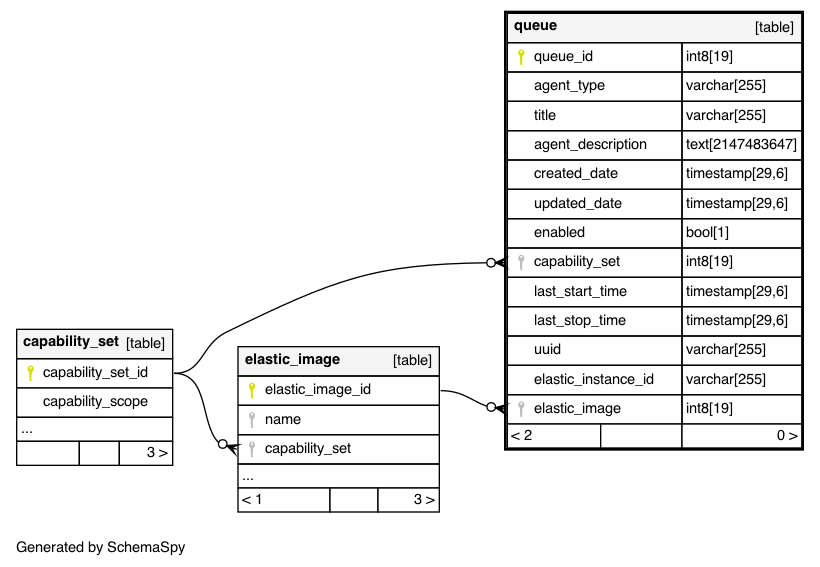 queue [table]
queue_id int8[19]
agent_type varchar[255]
title varchar[255]
agent_description text[2147483647]
created_date timestamp[29,6]
updated_date timestamp[29,6]
enabled bool[1]
capability_set int8[19]
last_start_time timestamp[29,6]
last_stop_time timestamp[29,6]
uuid varchar[255]
elastic_instance_id varchar[255]
elastic_image int8[19]
< 2 0 >
capability_set [table]
capability_set_id
capability_scope
...
3 >
elastic_image [table]
elastic_image_id
name
capability_set
...
< 1 3 >
Generated by SchemaSpy